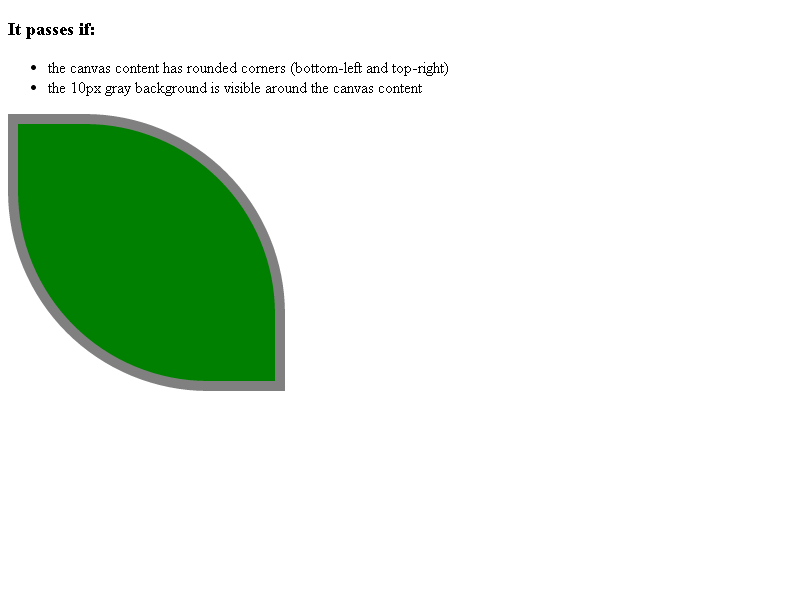 It passes if:
the canvas content has rounded corners (bottom-left and top-right)
the 10px gray background is visible around the canvas content